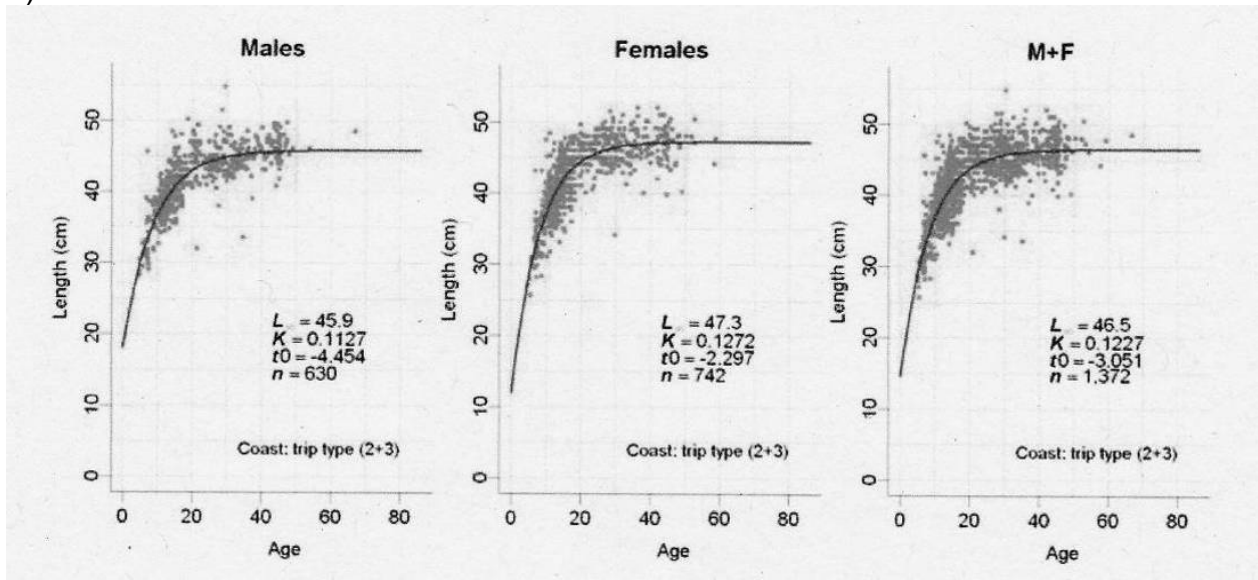 )
Males
Females
M+F
Length (cm)
50
40
30
20
10
0
L∞ = 45.9
K = 0.1127
t0 = -4.454
n = 630
Coast: trip type (2+3)
0 20 40 60 80
Age
Length (cm)
50
40
30
20
10
0
L∞ = 47.3
K = 0.1272
t0 = -2.297
n = 742
Coast: trip type (2+3)
0 20 40 60 80
Age
Length (cm)
50
40
30
20
10
0
L∞ = 46.5
K = 0.1227
t0 = -3.051
n = 1.372
Coast: trip type (2+3)
0 20 40 60 80
Age